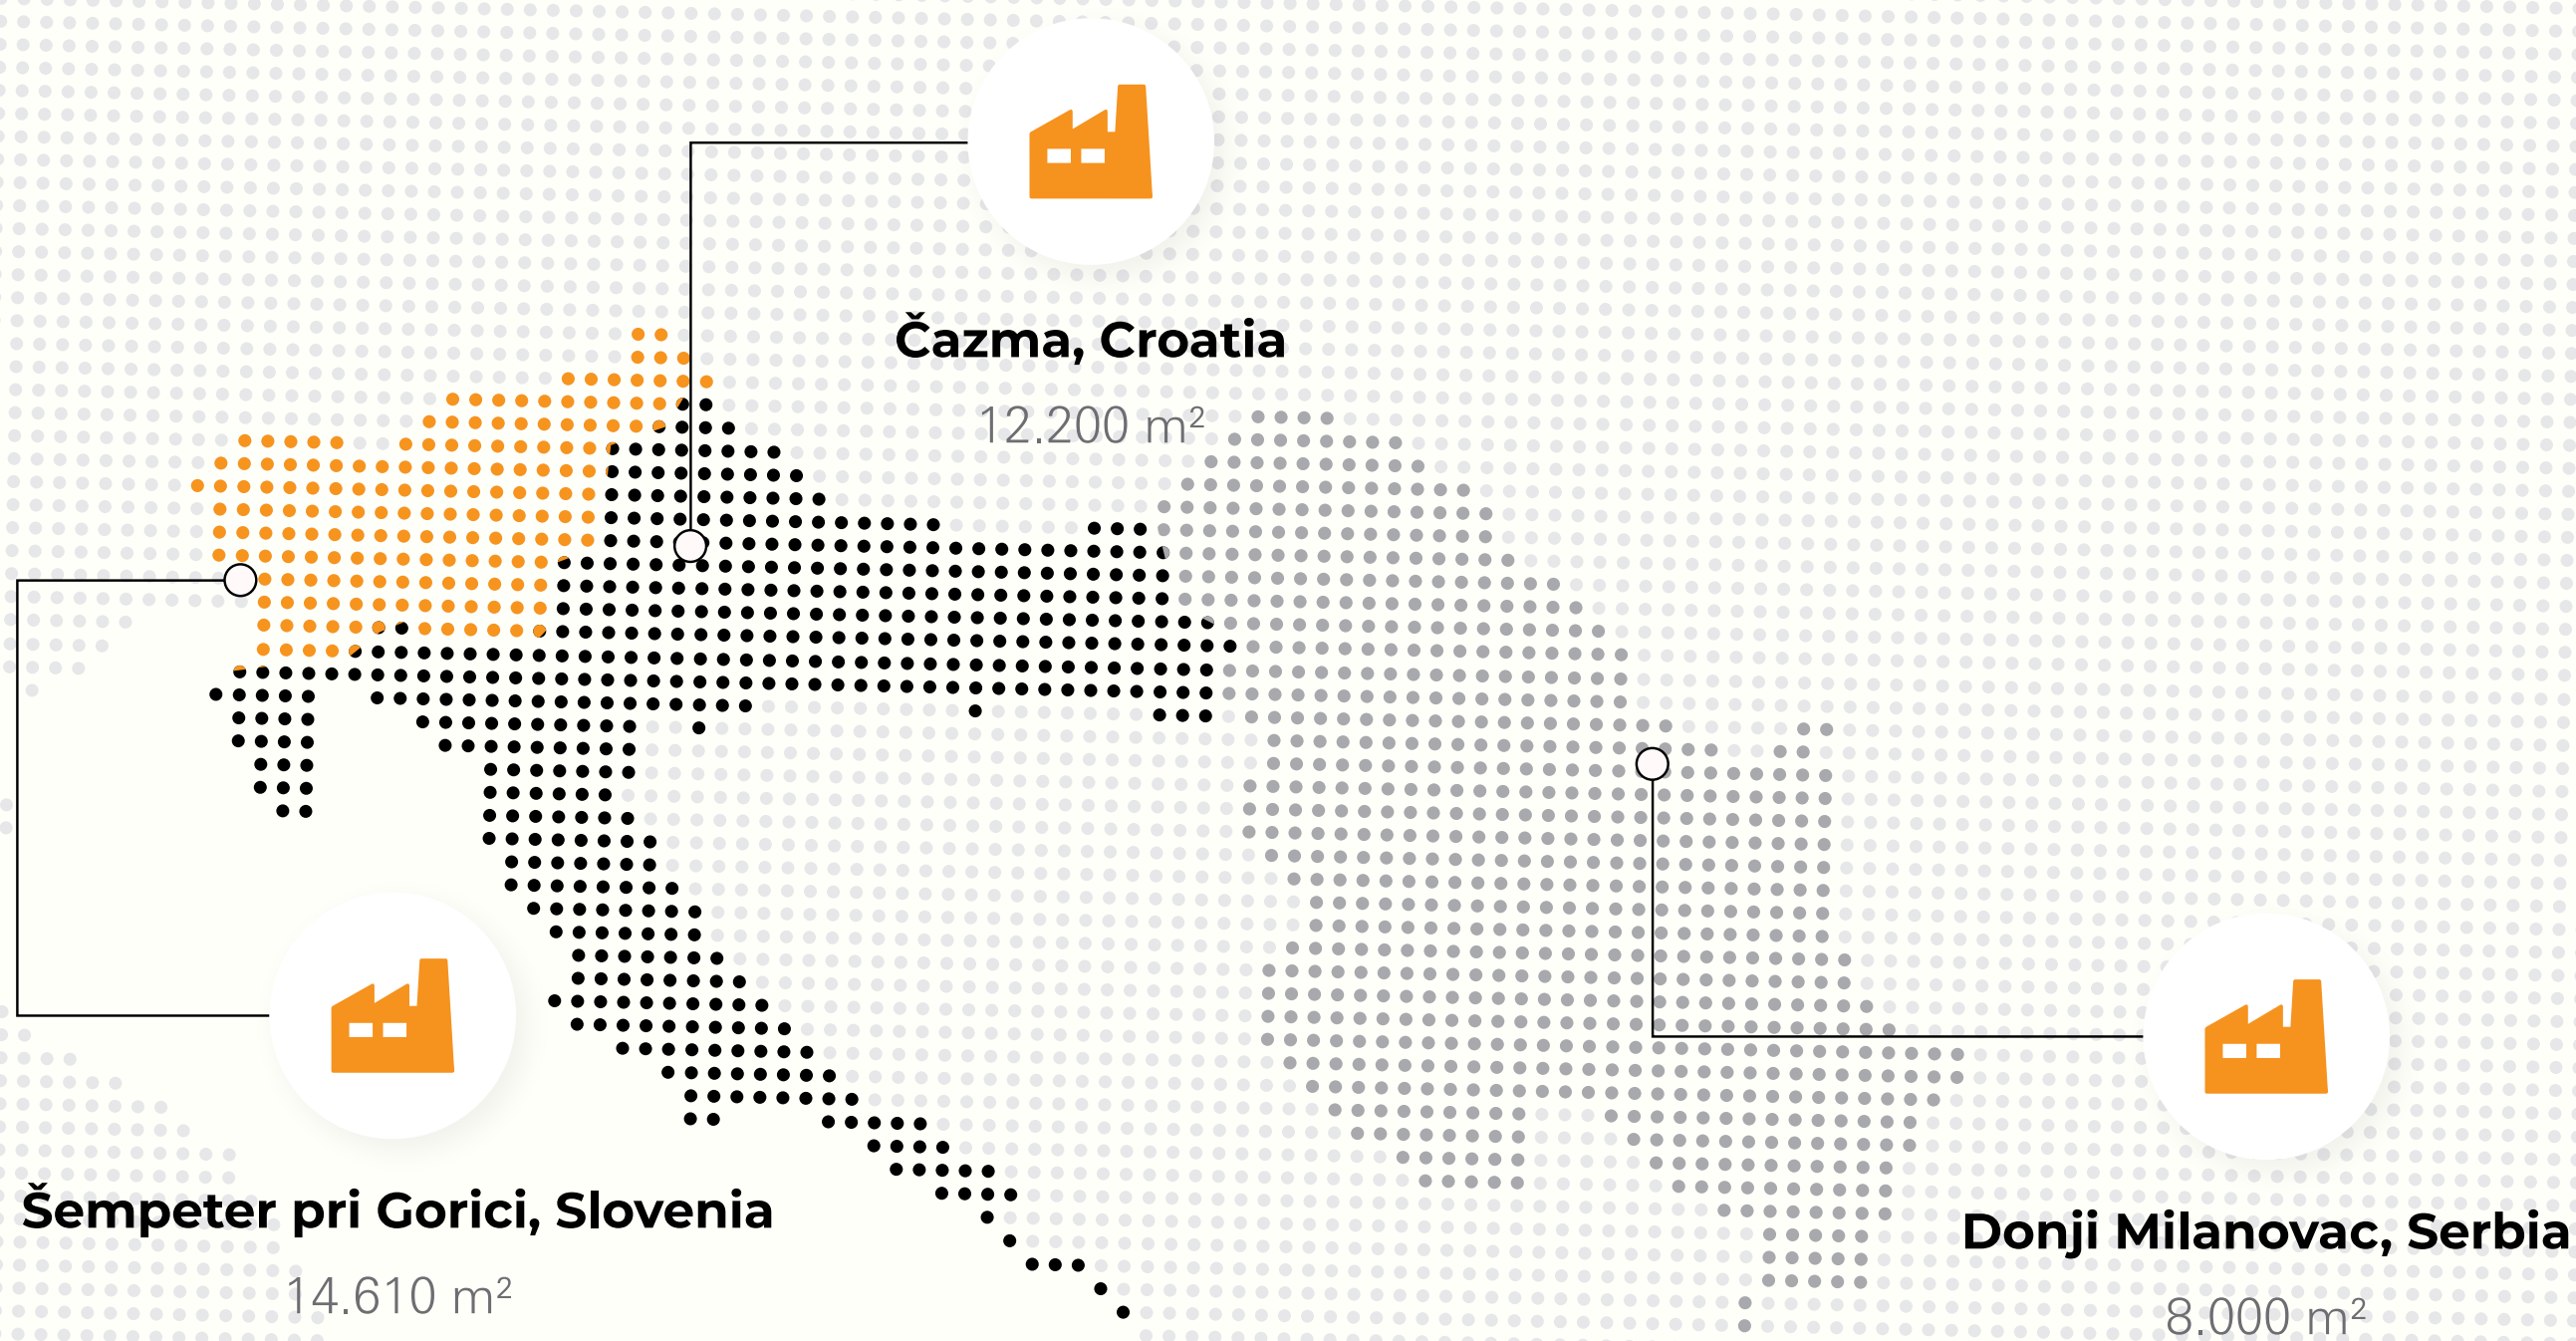 Čazma, Croatia
12.200 m²
Šempeter pri Gorici, Slovenia
14.610 m²
Donji Milanovac, Serbia
8.000 m²